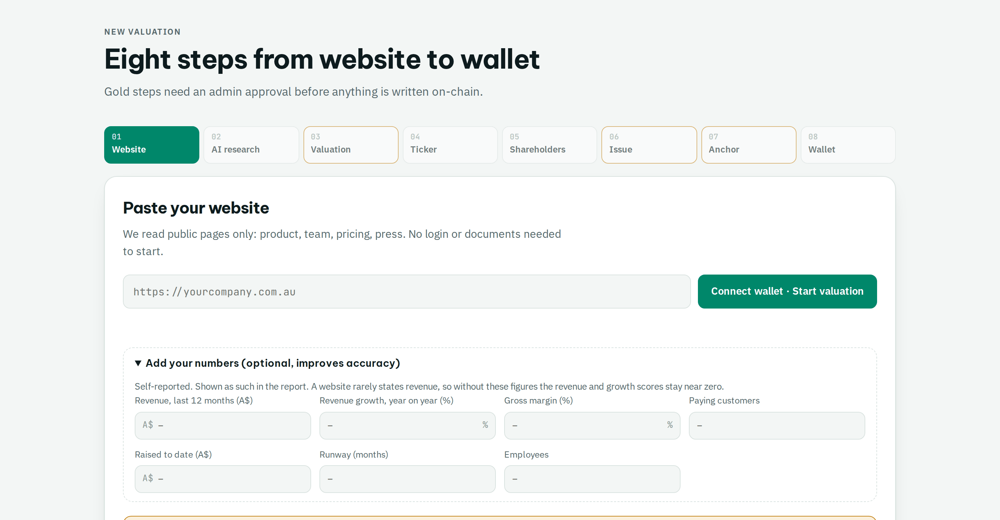 NEW VALUATION
Eight steps from website to wallet
Gold steps need an admin approval before anything is written on-chain.
01
Website
02
AI research
03
Valuation
04
Ticker
05
Shareholders
06
Issue
07
Anchor
08
Wallet
Paste your website
We read public pages only: product, team, pricing, press. No login or documents needed
to start.
https://yourcompany.com.au
Connect wallet · Start valuation
▼ Add your numbers (optional, improves accuracy)
Self-reported. Shown as such in the report. A website rarely states revenue, so without these figures the revenue and growth scores stay near zero.
Revenue, last 12 months (A$)
A$ –
Revenue growth, year on year (%)
– %
Gross margin (%)
– %
Paying customers
–
Raised to date (A$)
A$ –
Runway (months)
–
Employees
–